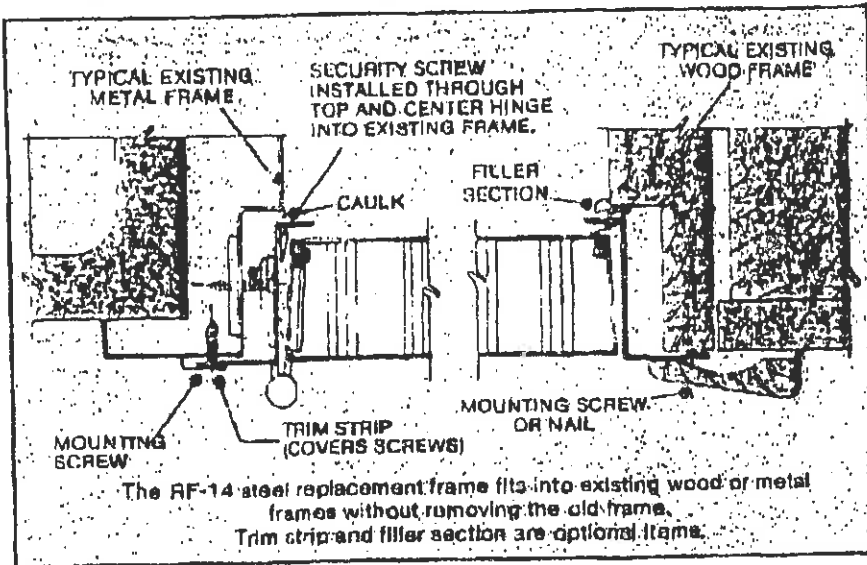 TYPICAL EXISTING
METAL FRAME
SECURITY SCREW
INSTALLED THROUGH
TOP AND CENTER HINGE
INTO EXISTING FRAME.
CAULK
TYPICAL EXISTING
WOOD FRAME
FILLER
SECTION
MOUNTING
SCREW
TRIM STRIP
(COVERS SCREWS)
MOUNTING SCREW
OR NAIL
The RF-14 steel replacement frame fits into existing wood or metal
frames without removing the old frame.
Trim strip and filler section are optional items.